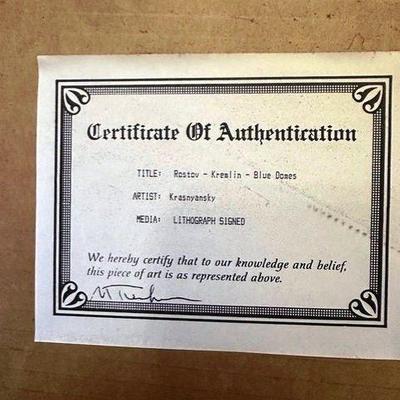 Certificate Of Authentication
TITLE: Rostov - Kremlin - Blue Domes
ARTIST: Krasnyansky
MEDIA: LITHOGRAPH SIGNED
We hereby certify that to our knowledge and belief,
this piece of art is as represented above.